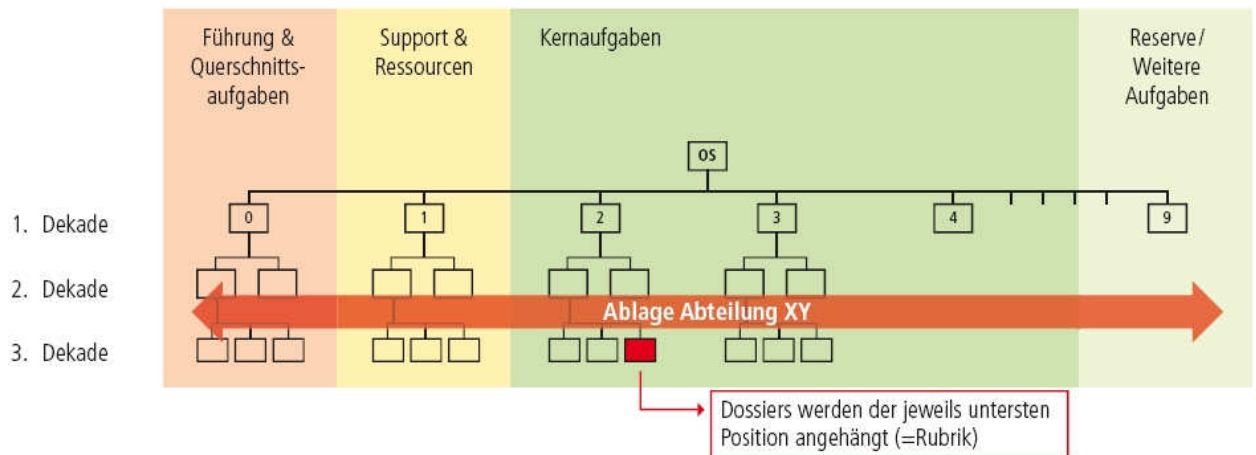 Führung &
Querschnitts-
aufgaben
Support &
Ressourcen
Kernaufgaben
Reserve/
Weitere
Aufgaben
OS
1. Dekade
0
1
2
3
4
9
2. Dekade
Ablage Abteilung XY
3. Dekade
Dossiers werden der jeweils untersten
Position angehängt (=Rubrik)